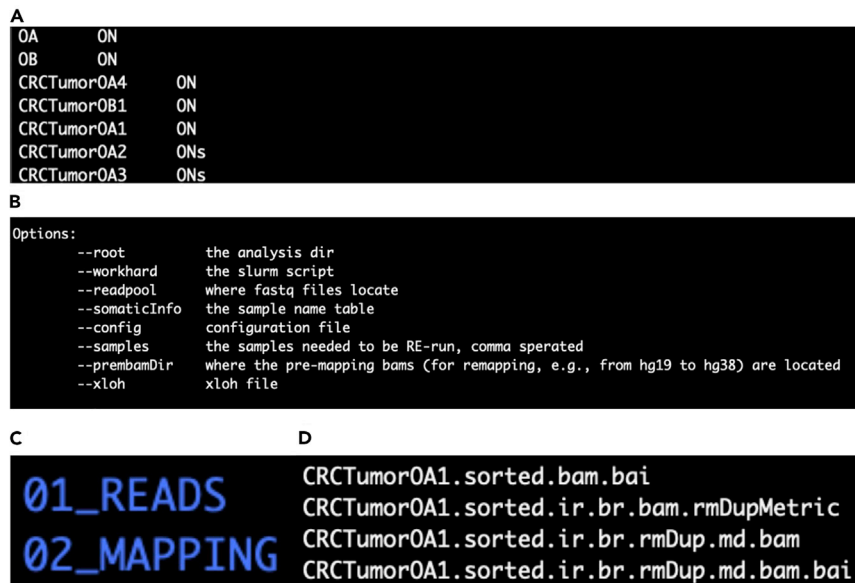 A
OA ON
OB ON
CRCTumorOA4 ON
CRCTumorOB1 ON
CRCTumorOA1 ON
CRCTumorOA2 ONs
CRCTumorOA3 ONs
B
Options:
--root the analysis dir
--workhard the slurm script
--readpool where fastq files locate
--somaticInfo the sample name table
--config configuration file
--samples the samples needed to be RE-run, comma sperated
--prembamDir where the pre-mapping bams (for remapping, e.g., from hg19 to hg38) are located
--xloh xloh file
C
01_READS
02_MAPPING
D
CRCTumorOA1.sorted.bam.bai
CRCTumorOA1.sorted.ir.br.bam.rmDupMetric
CRCTumorOA1.sorted.ir.br.rmDup.md.bam
CRCTumorOA1.sorted.ir.br.rmDup.md.bam.bai